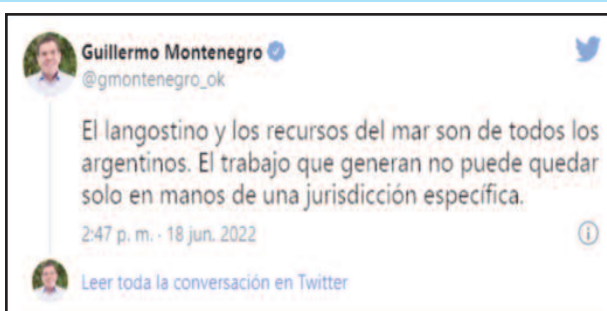 Guillermo Montenegro
@gmontenegro_ok
El langostino y los recursos del mar son de todos los
argentinos. El trabajo que generan no puede quedar
solo en manos de una jurisdicción específica.
2:47 p. m. · 18 jun. 2022
Leer toda la conversación en Twitter